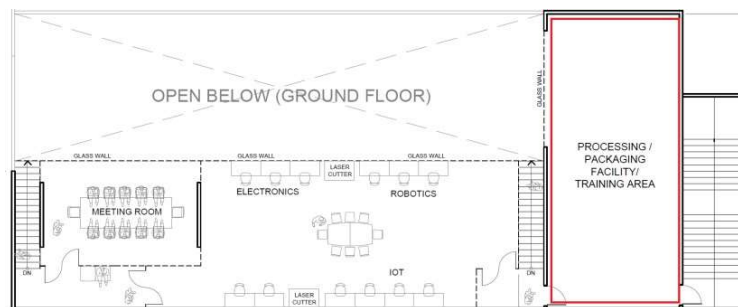 OPEN BELOW (GROUND FLOOR)
GLASS WALL
PROCESSING /
PACKAGING
FACILITY/
TRAINING AREA
GLASS WALL
GLASS WALL
GLASS WALL
LASER
CUTTER
ELECTRONICS
ROBOTICS
MEETING ROOM
IOT
DN
DN
LASER
CUTTER